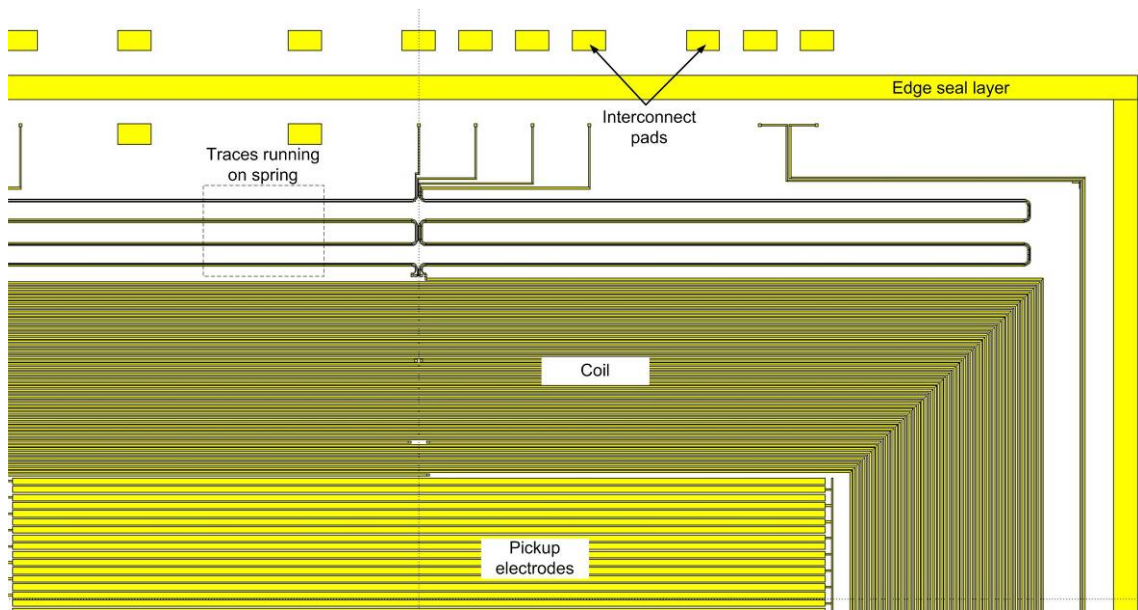 Edge seal layer
Interconnect
pads
Traces running
on spring
Coil
Pickup
electrodes